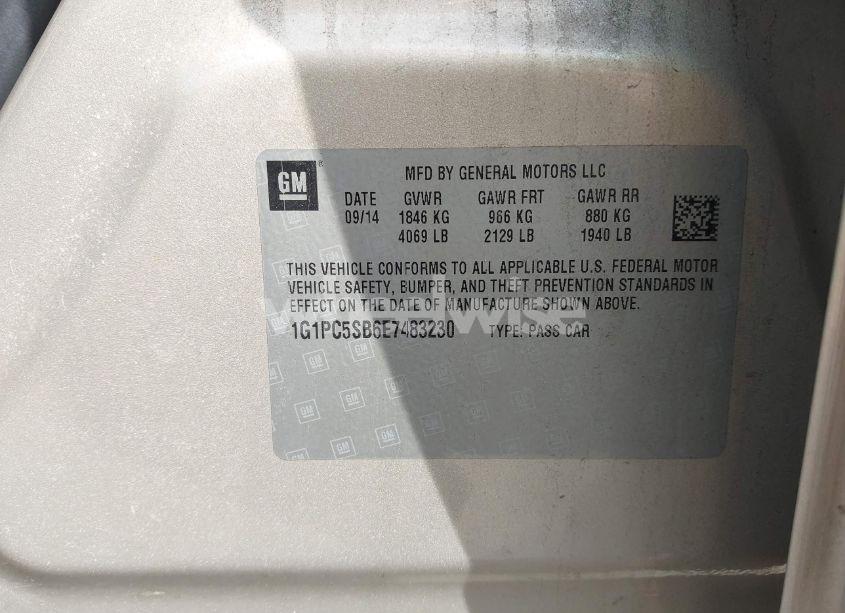 GM
MFD BY GENERAL MOTORS LLC
DATE GVWR GAWR FRT GAWR RR
09/14 1846 KG 966 KG 880 KG
4069 LB 2129 LB 1940 LB
THIS VEHICLE CONFORMS TO ALL APPLICABLE U.S. FEDERAL MOTOR
VEHICLE SAFETY, BUMPER, AND THEFT PREVENTION STANDARDS IN
EFFECT ON THE DATE OF MANUFACTURE SHOWN ABOVE.
1G1PC5SB6E7483230 TYPE: PASS CAR